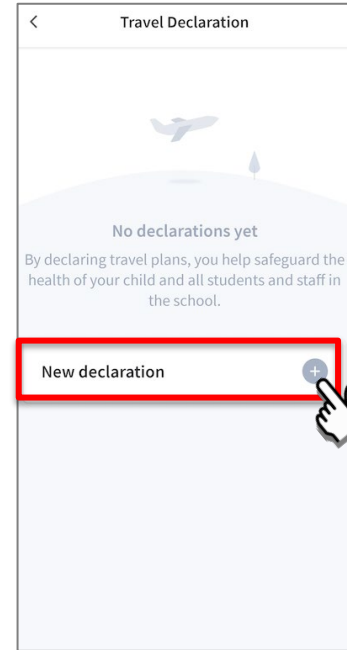 Travel Declaration
No declarations yet
By declaring travel plans, you help safeguard the
health of your child and all students and staff in
the school.
New declaration